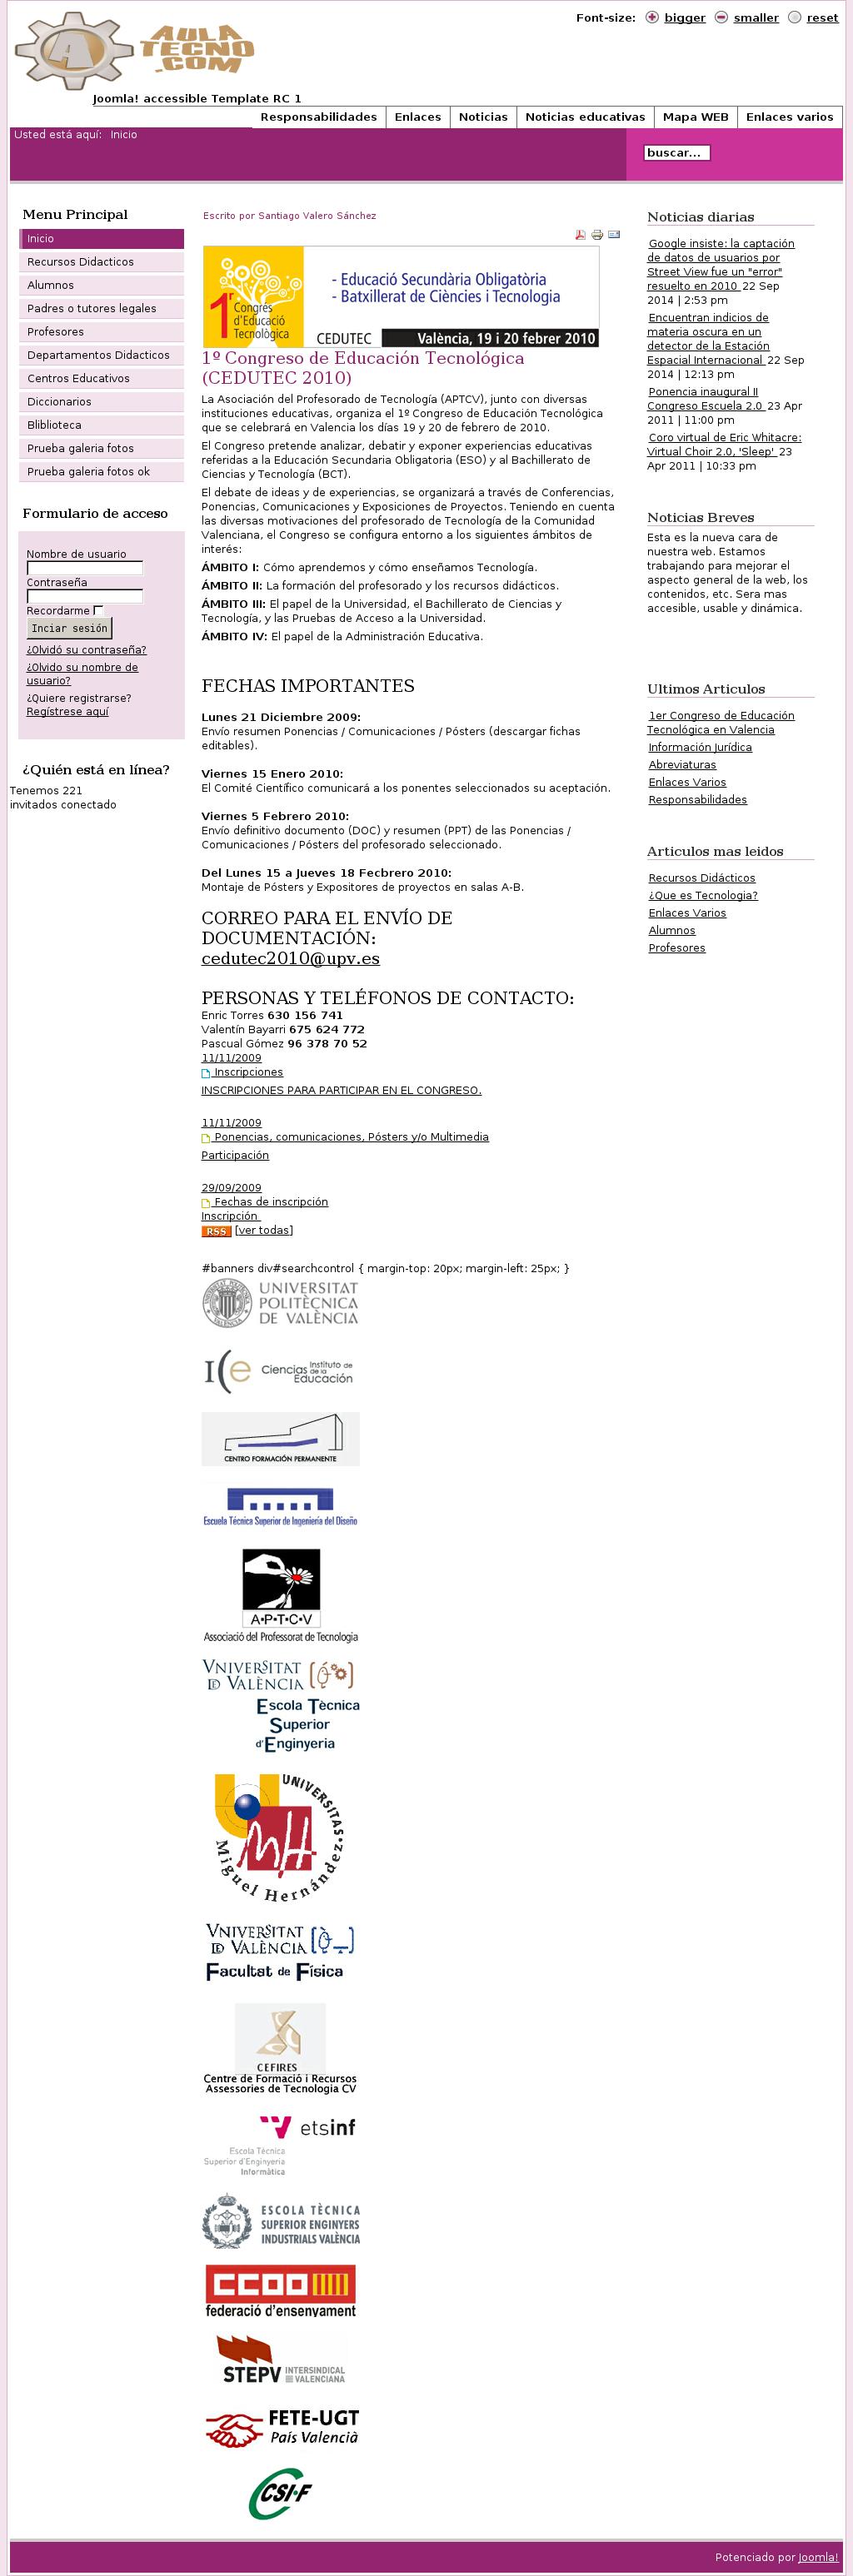 Font-size: bigger smaller reset
AULA
TECNO
.COM
Joomla! accessible Template RC 1
Responsabilidades Enlaces Noticias Noticias educativas Mapa WEB Enlaces varios
Usted está aquí: Inicio
buscar...
Menu Principal
Inicio
Recursos Didacticos
Alumnos
Padres o tutores legales
Profesores
Departamentos Didacticos
Centros Educativos
Diccionarios
Bliblioteca
Prueba galeria fotos
Prueba galeria fotos ok
Formulario de acceso
Nombre de usuario
Contraseña
Recordarme
Inciar sesión
¿Olvidó su contraseña?
¿Olvido su nombre de
usuario?
¿Quiere registrarse?
Regístrese aquí
¿Quién está en línea?
Tenemos 221
invitados conectado
Escrito por Santiago Valero Sánchez
1er
Congrés
d'Educació
Tecnològica
- Educació Secundària Obligatòria
- Batxillerat de Ciències i Tecnologia
CEDUTEC València, 19 i 20 febrer 2010
1º Congreso de Educación Tecnológica
(CEDUTEC 2010)
La Asociación del Profesorado de Tecnología (APTCV), junto con diversas
instituciones educativas, organiza el 1º Congreso de Educación Tecnológica
que se celebrará en Valencia los días 19 y 20 de febrero de 2010.
El Congreso pretende analizar, debatir y exponer experiencias educativas
referidas a la Educación Secundaria Obligatoria (ESO) y al Bachillerato de
Ciencias y Tecnología (BCT).
El debate de ideas y de experiencias, se organizará a través de Conferencias,
Ponencias, Comunicaciones y Exposiciones de Proyectos. Teniendo en cuenta
las diversas motivaciones del profesorado de Tecnología de la Comunidad
Valenciana, el Congreso se configura entorno a los siguientes ámbitos de
interés:
ÁMBITO I: Cómo aprendemos y cómo enseñamos Tecnología.
ÁMBITO II: La formación del profesorado y los recursos didácticos.
ÁMBITO III: El papel de la Universidad, el Bachillerato de Ciencias y
Tecnología, y las Pruebas de Acceso a la Universidad.
ÁMBITO IV: El papel de la Administración Educativa.
FECHAS IMPORTANTES
Lunes 21 Diciembre 2009:
Envío resumen Ponencias / Comunicaciones / Pósters (descargar fichas
editables).
Viernes 15 Enero 2010:
El Comité Científico comunicará a los ponentes seleccionados su aceptación.
Viernes 5 Febrero 2010:
Envío definitivo documento (DOC) y resumen (PPT) de las Ponencias /
Comunicaciones / Pósters del profesorado seleccionado.
Del Lunes 15 a Jueves 18 Fecbrero 2010:
Montaje de Pósters y Expositores de proyectos en salas A-B.
CORREO PARA EL ENVÍO DE
DOCUMENTACIÓN:
cedutec2010@upv.es
PERSONAS Y TELÉFONOS DE CONTACTO:
Enric Torres 630 156 741
Valentín Bayarri 675 624 772
Pascual Gómez 96 378 70 52
11/11/2009
Inscripciones
INSCRIPCIONES PARA PARTICIPAR EN EL CONGRESO.
11/11/2009
Ponencias, comunicaciones, Pósters y/o Multimedia
Participación
29/09/2009
Fechas de inscripción
Inscripción
RSS [ver todas]
#banners div#searchcontrol { margin-top: 20px; margin-left: 25px; }
UNIVERSITAT
POLITÈCNICA
DE VALÈNCIA
Ice Ciencias Instituto de la Educación
CENTRO FORMACIÓN PERMANENTE
Escuela Técnica Superior de Ingeniería del Diseño
A·P·T·C·V
Associació del Professorat de Tecnologia
VNIVERSITAT
DE VALÈNCIA
Escola Tècnica
Superior
d'Enginyeria
UNIVERSITAS
Miguel Hernández
VNIVERSITAT
DE VALÈNCIA
Facultat de Física
CEFIRES
Centre de Formació i Recursos
Assessories de Tecnologia CV
etsinf
Escola Tècnica
Superior d'Enginyeria
Informàtica
ESCOLA TÈCNICA
SUPERIOR ENGINYERS
INDUSTRIALS VALÈNCIA
CCOO
federació d'ensenyament
STEPV INTERSINDICAL
VALENCIANA
FETE-UGT
País Valencià
CSI·F
Noticias diarias
Google insiste: la captación
de datos de usuarios por
Street View fue un "error"
resuelto en 2010 22 Sep
2014 | 2:53 pm
Encuentran indicios de
materia oscura en un
detector de la Estación
Espacial Internacional 22 Sep
2014 | 12:13 pm
Ponencia inaugural II
Congreso Escuela 2.0 23 Apr
2011 | 11:00 pm
Coro virtual de Eric Whitacre:
Virtual Choir 2.0, 'Sleep' 23
Apr 2011 | 10:33 pm
Noticias Breves
Esta es la nueva cara de
nuestra web. Estamos
trabajando para mejorar el
aspecto general de la web, los
contenidos, etc. Sera mas
accesible, usable y dinámica.
Ultimos Articulos
1er Congreso de Educación
Tecnológica en Valencia
Información Jurídica
Abreviaturas
Enlaces Varios
Responsabilidades
Articulos mas leidos
Recursos Didácticos
¿Que es Tecnologia?
Enlaces Varios
Alumnos
Profesores
Potenciado por Joomla!